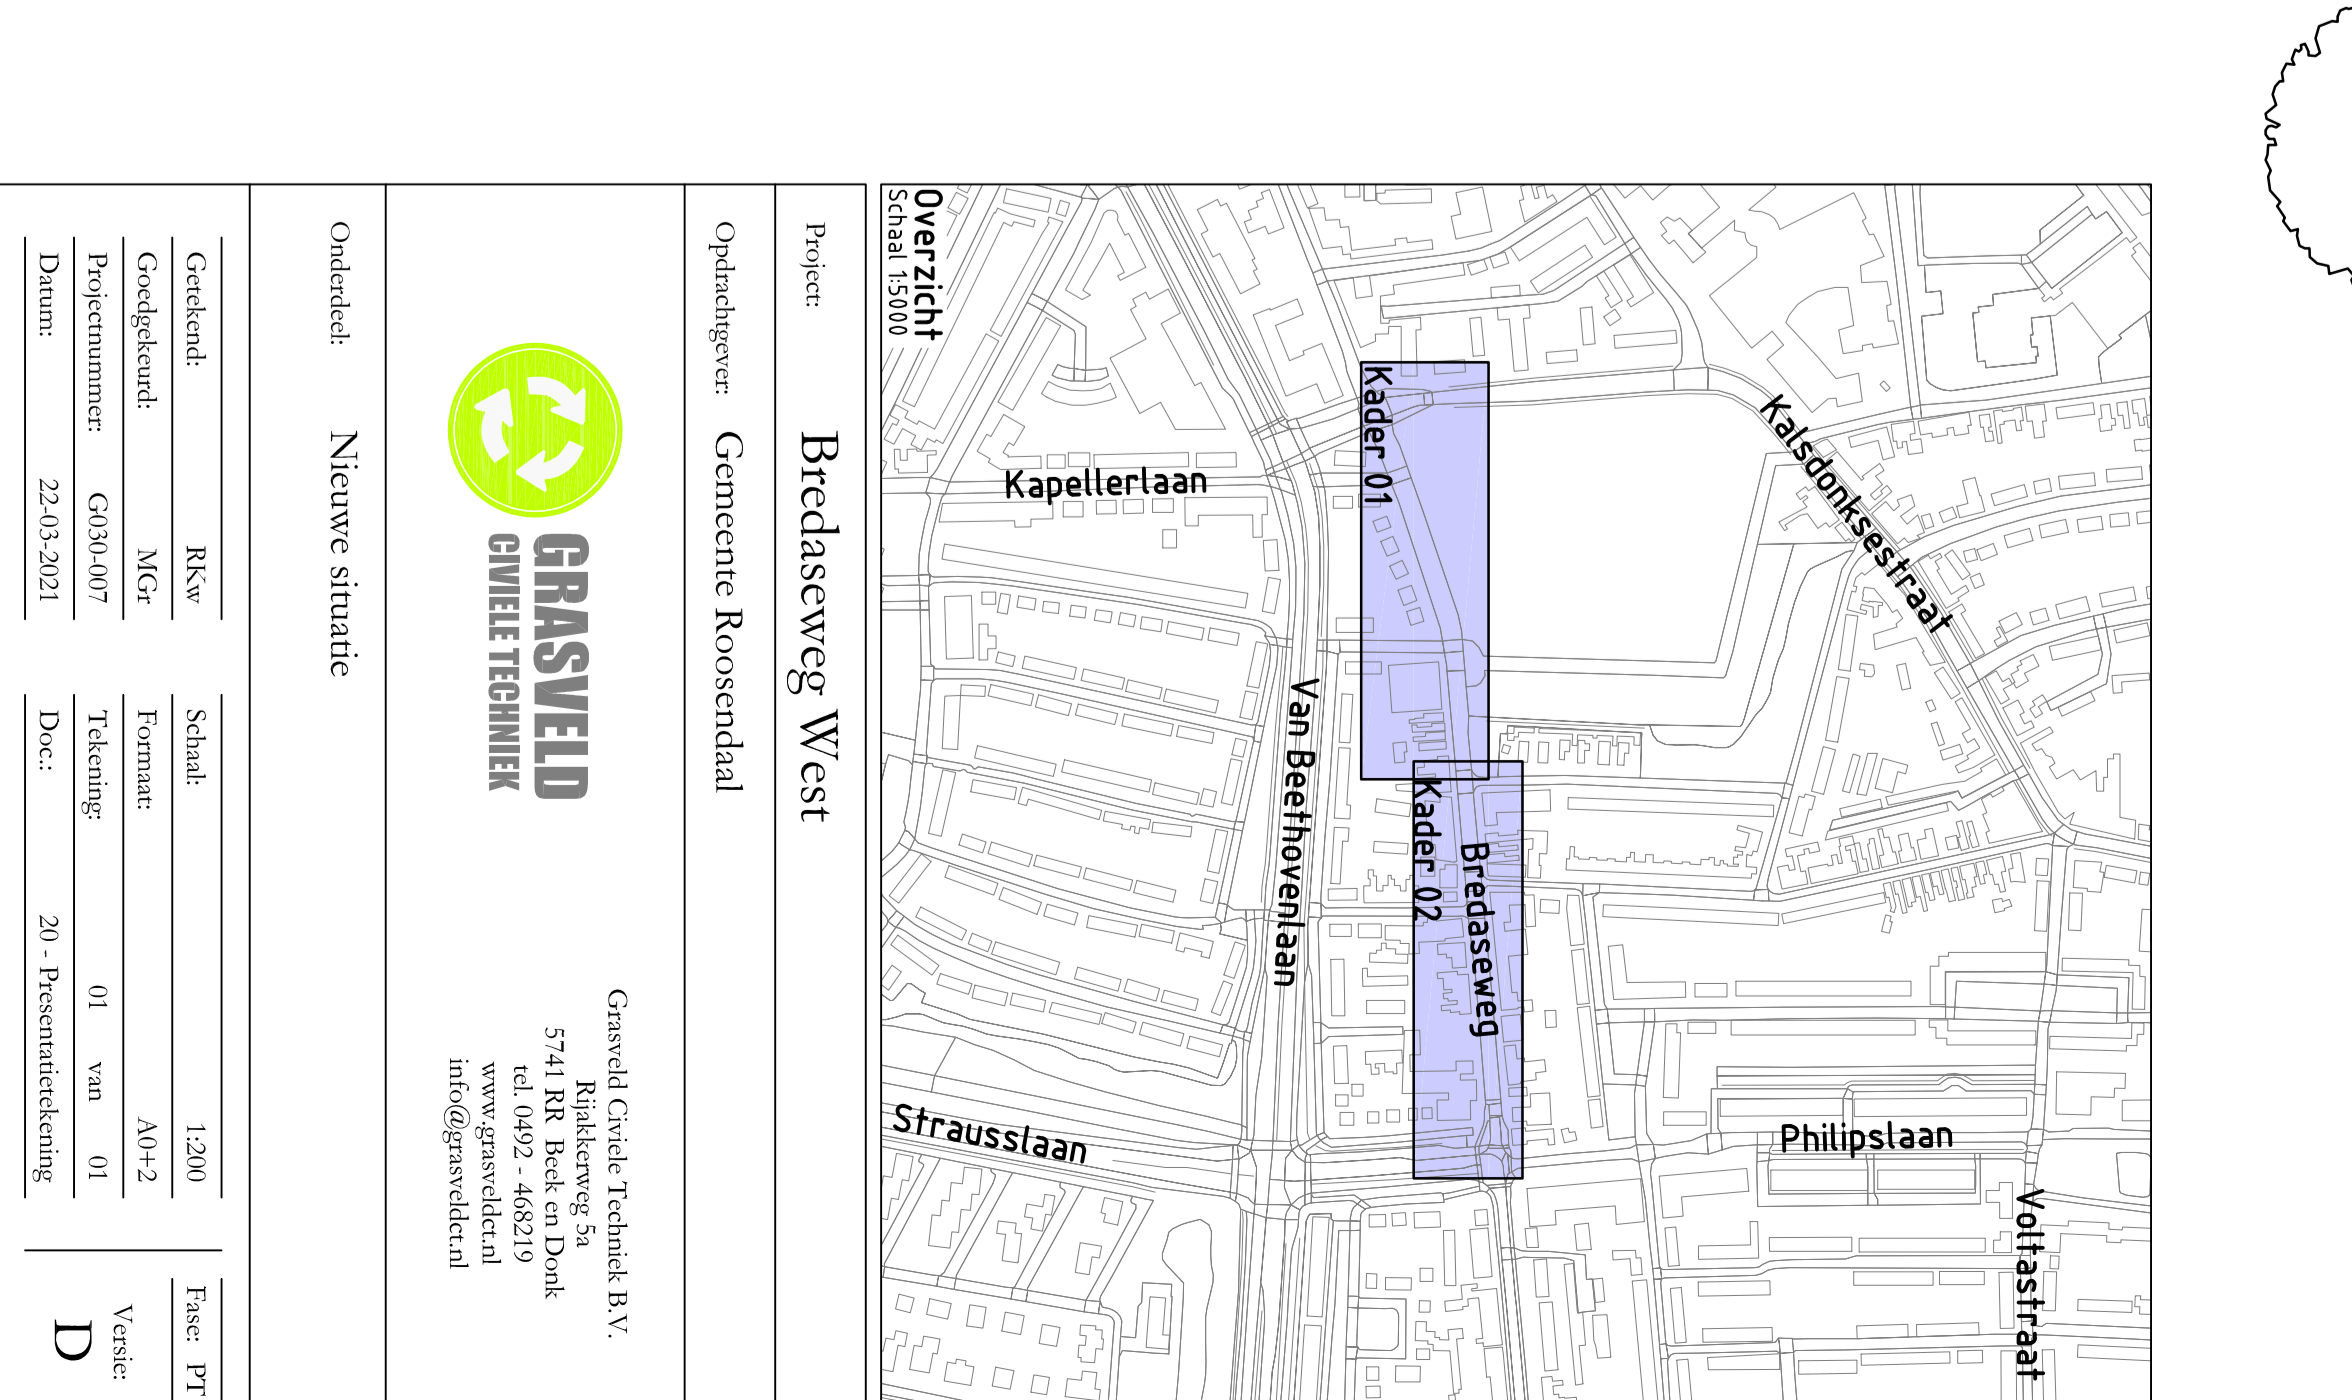 Overzicht
Schaal 1:5000
Kalsdonksestraat
Kader 01
Kapellerlaan
Van Beethovenlaan
Kader 02
Bredaseweg
Strausslaan
Philipslaan
Voltastraat
Project: Bredaseweg West
Opdrachtgever: Gemeente Roosendaal
GRASVELD
CIVIELE TECHNIEK
Grasveld Civiele Techniek B.V.
Rijakkerweg 5a
5741 RR Beek en Donk
tel. 0492 - 468219
www.grasveldct.nl
info@grasveldct.nl
Onderdeel: Nieuwe situatie
Getekend: RKw Schaal: 1:200 Fase: PT
Goedgekeurd: MGr Formaat: A0+2 Versie:
Projectnummer: G030-007 Tekening: 01 van 01 D
Datum: 22-03-2021 Doc.: 20 - Presentatietekening